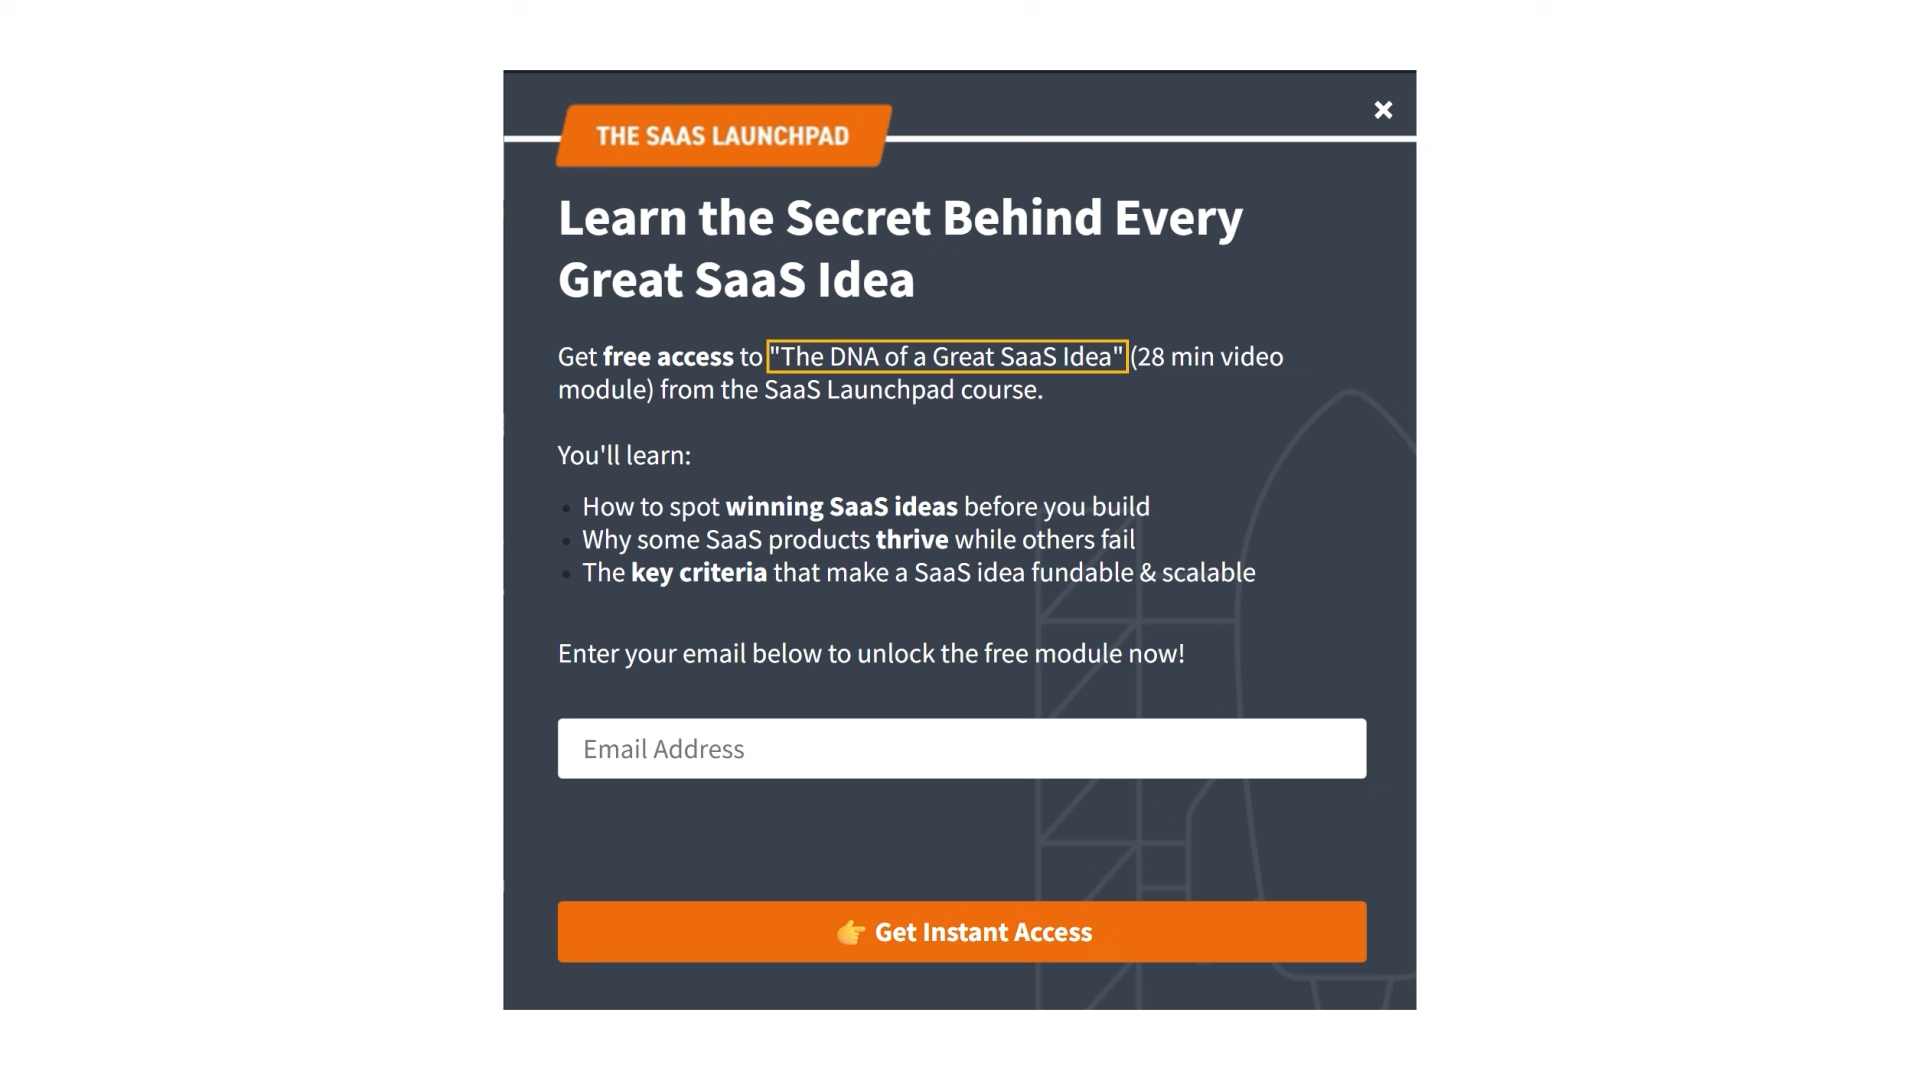 THE SAAS LAUNCHPAD
Learn the Secret Behind Every
Great SaaS Idea
Get free access to "The DNA of a Great SaaS Idea" (28 min video
module) from the SaaS Launchpad course.
You'll learn:
• How to spot winning SaaS ideas before you build
• Why some SaaS products thrive while others fail
• The key criteria that make a SaaS idea fundable & scalable
Enter your email below to unlock the free module now!
Email Address
👉 Get Instant Access